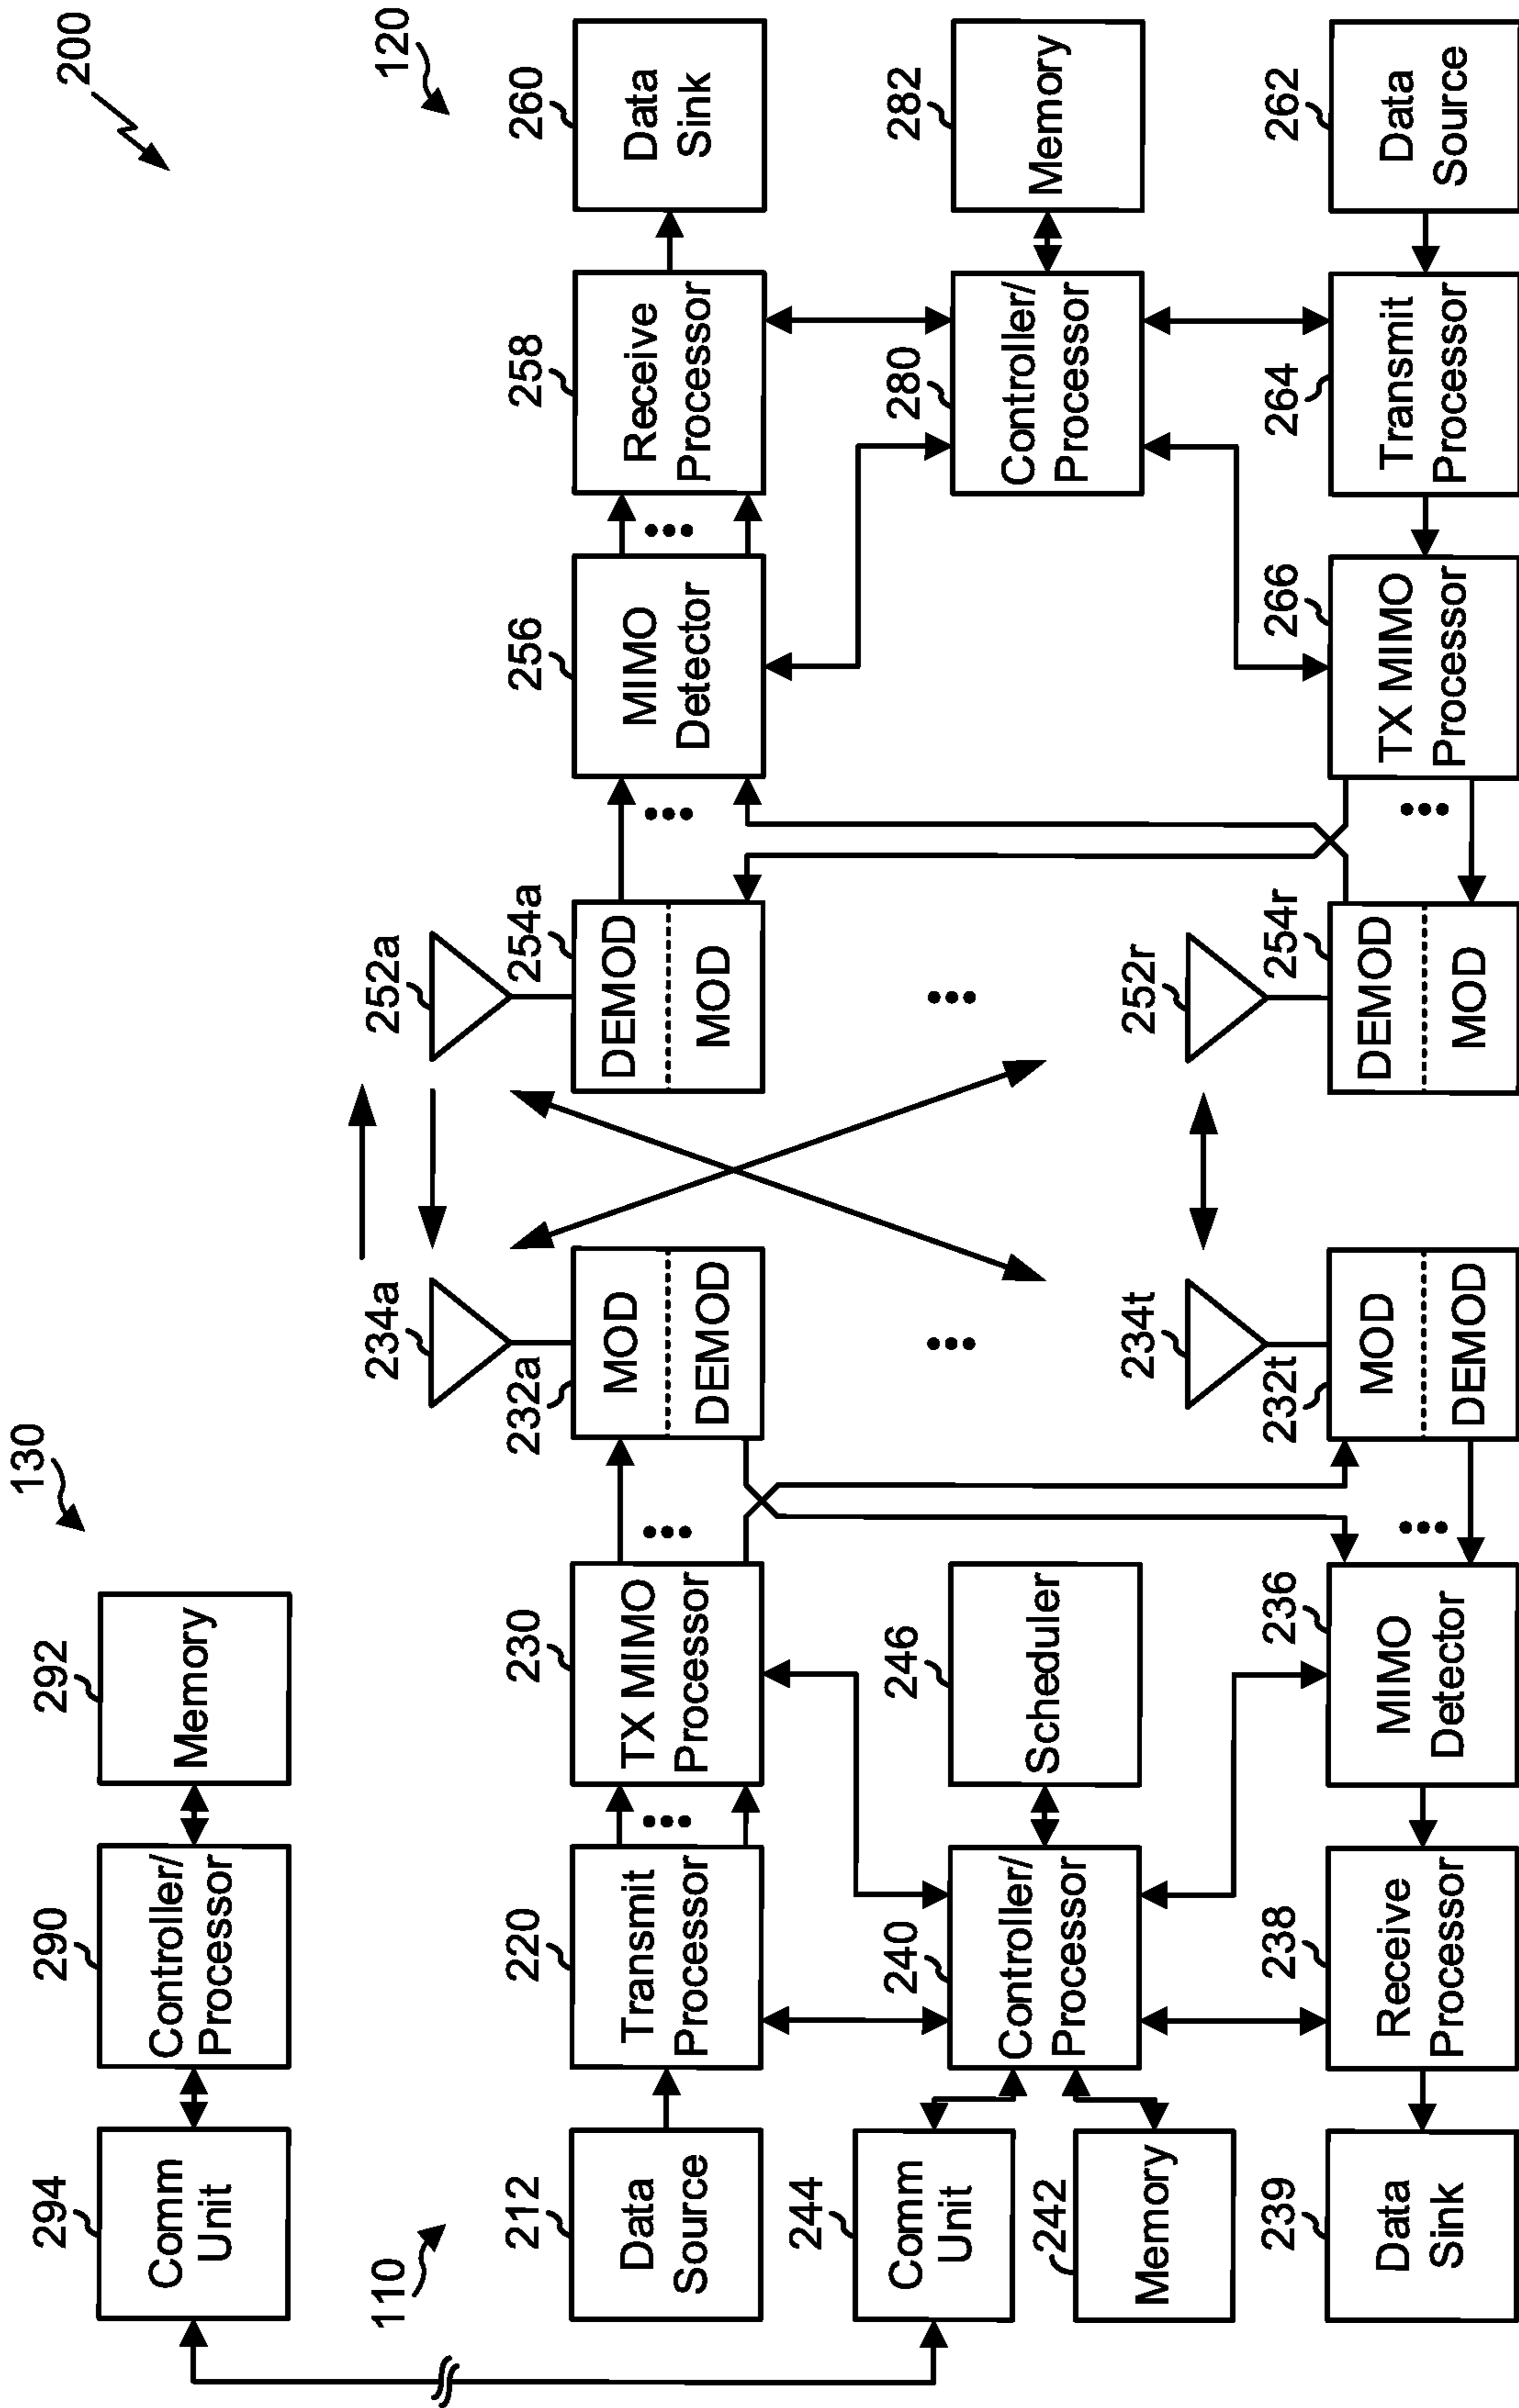 200
130
294
Comm
Unit
290
Controller/
Processor
292
Memory
110
120
212
Data
Source
220
Transmit
Processor
230
TX MIMO
Processor
232a
MOD
DEMOD
234a
252a
254a
DEMOD
MOD
256
MIMO
Detector
258
Receive
Processor
260
Data
Sink
244
Comm
Unit
242
Memory
240
Controller/
Processor
246
Scheduler
280
Controller/
Processor
282
Memory
239
Data
Sink
238
Receive
Processor
236
MIMO
Detector
232t
MOD
DEMOD
234t
252r
254r
DEMOD
MOD
266
TX MIMO
Processor
264
Transmit
Processor
262
Data
Source